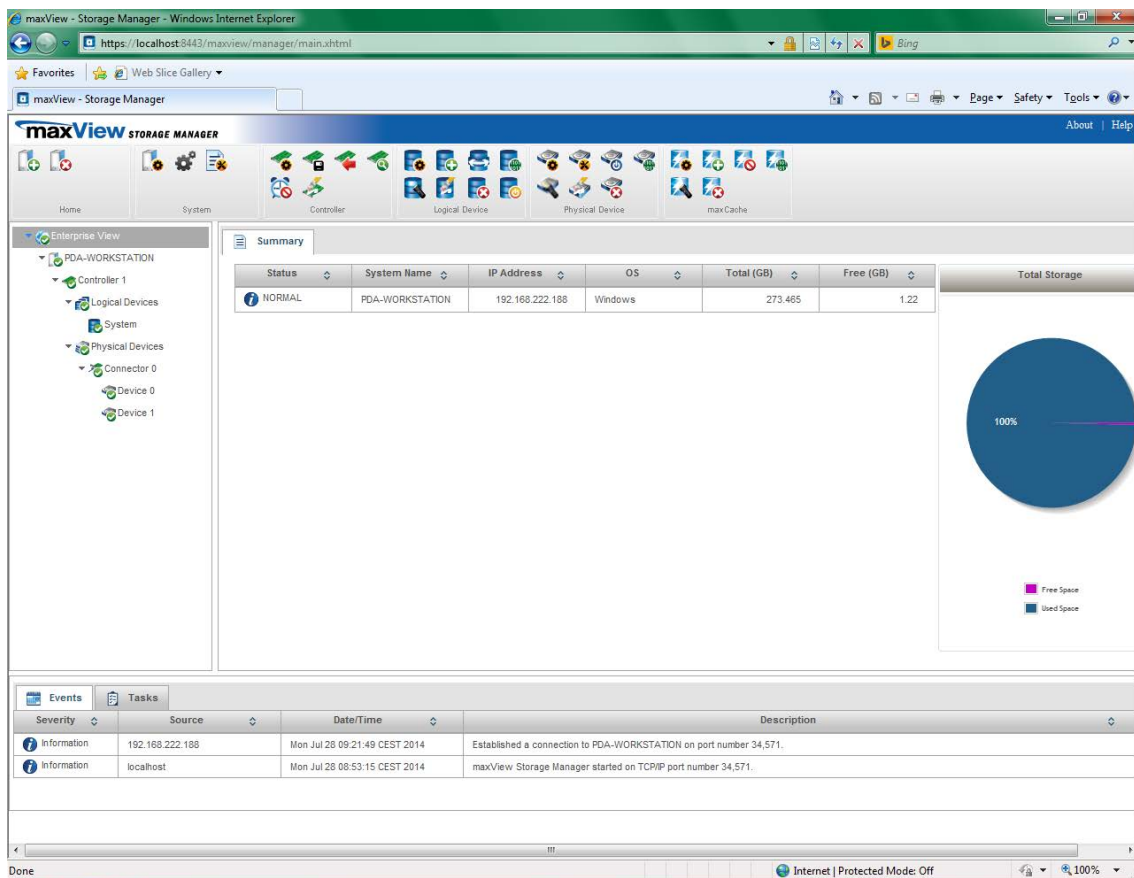 maxView - Storage Manager - Windows Internet Explorer
https://localhost:8443/maxview/manager/main.xhtml
Bing
Favorites
Web Slice Gallery
maxView - Storage Manager
Page
Safety
Tools
maxView STORAGE MANAGER
About | Help
Home
System
Controller
Logical Device
Physical Device
maxCache
Enterprise View
PDA-WORKSTATION
Controller 1
Logical Devices
System
Physical Devices
Connector 0
Device 0
Device 1
Summary
Status System Name IP Address OS Total (GB) Free (GB)
NORMAL PDA-WORKSTATION 192.168.222.188 Windows 273.465 1.22
Total Storage
100%
Free Space
Used Space
Events Tasks
Severity Source Date/Time Description
Information 192.168.222.188 Mon Jul 28 09:21:49 CEST 2014 Established a connection to PDA-WORKSTATION on port number 34,571.
Information localhost Mon Jul 28 08:53:15 CEST 2014 maxView Storage Manager started on TCP/IP port number 34,571.
Done
Internet | Protected Mode: Off
100%